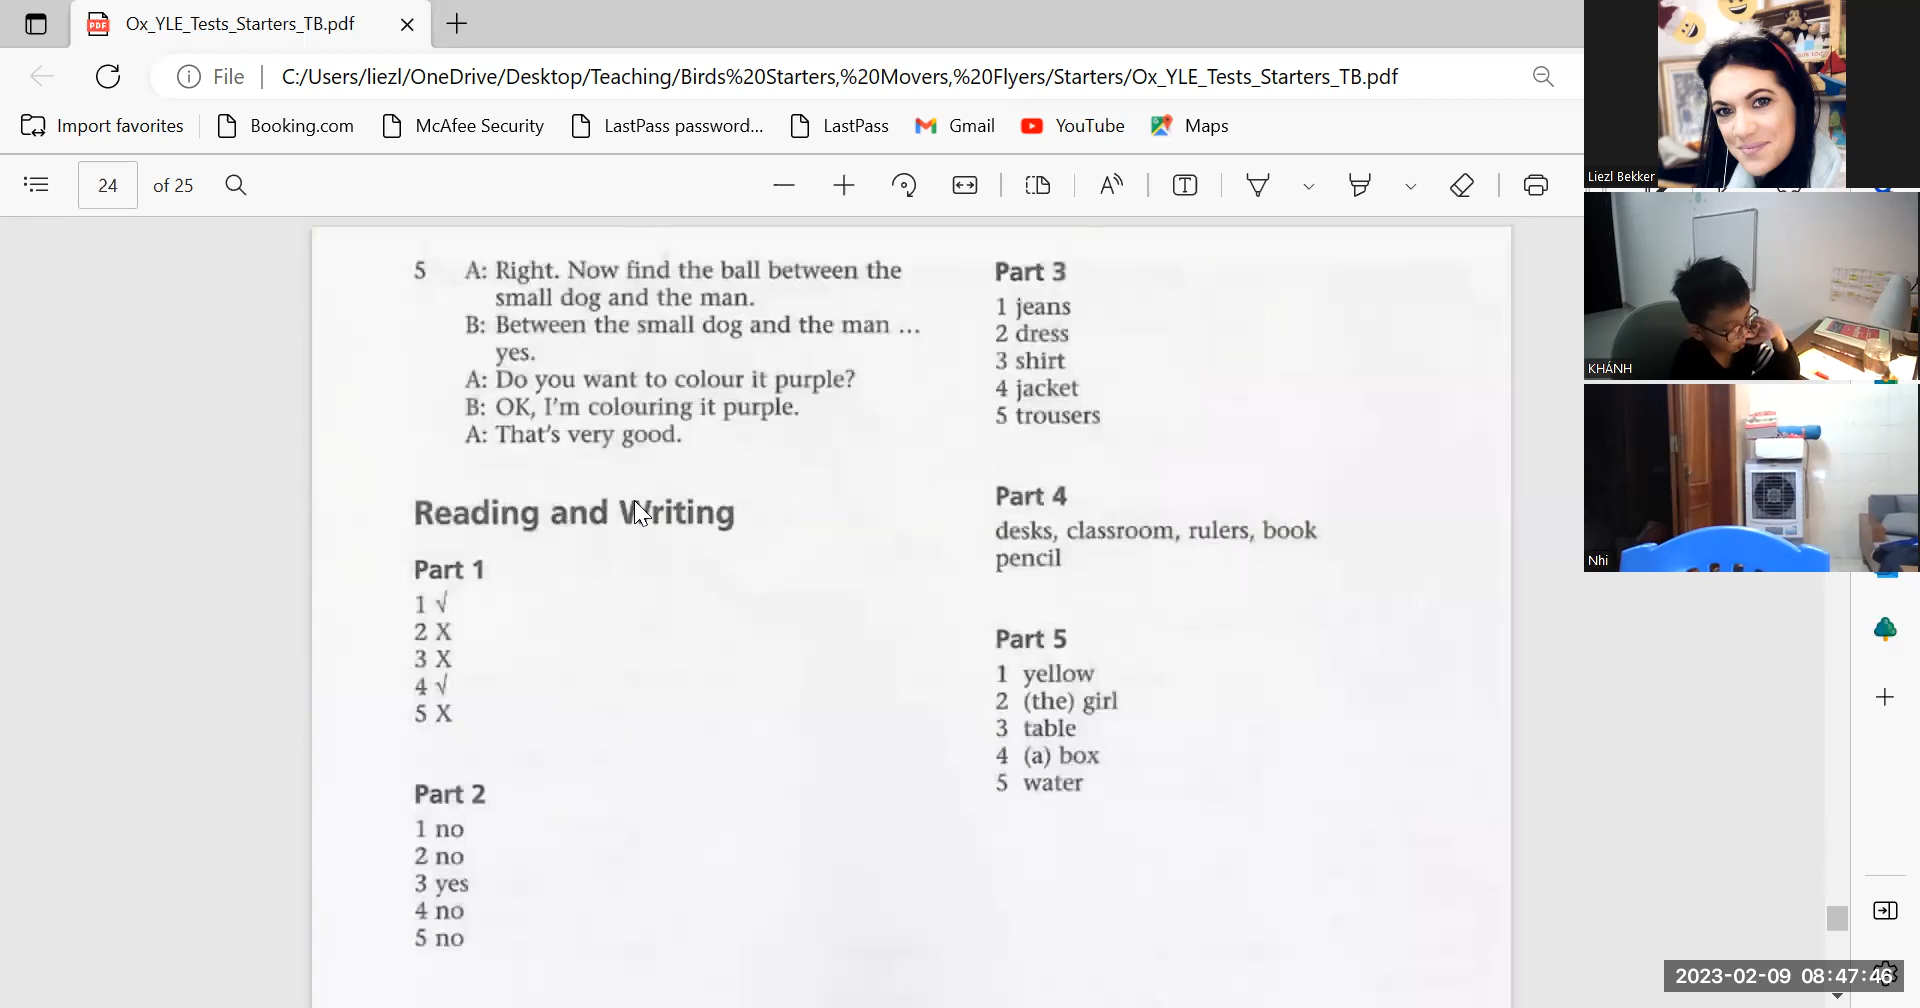 Ox_YLE_Tests_Starters_TB.pdf
File
C:/Users/liezl/OneDrive/Desktop/Teaching/Birds%20Starters,%20Movers,%20Flyers/Starters/Ox_YLE_Tests_Starters_TB.pdf
Import favorites
Booking.com
McAfee Security
LastPass password...
LastPass
Gmail
YouTube
Maps
24 of 25
5 A: Right. Now find the ball between the
small dog and the man.
B: Between the small dog and the man ...
yes.
A: Do you want to colour it purple?
B: OK, I'm colouring it purple.
A: That's very good.
Reading and Writing
Part 1
1 √
2 X
3 X
4 √
5 X
Part 2
1 no
2 no
3 yes
4 no
5 no
Part 3
1 jeans
2 dress
3 shirt
4 jacket
5 trousers
Part 4
desks, classroom, rulers, book
pencil
Part 5
1 yellow
2 (the) girl
3 table
4 (a) box
5 water
Liezl Bekker
KHÁNH
Nhi
2023-02-09 08:47:46